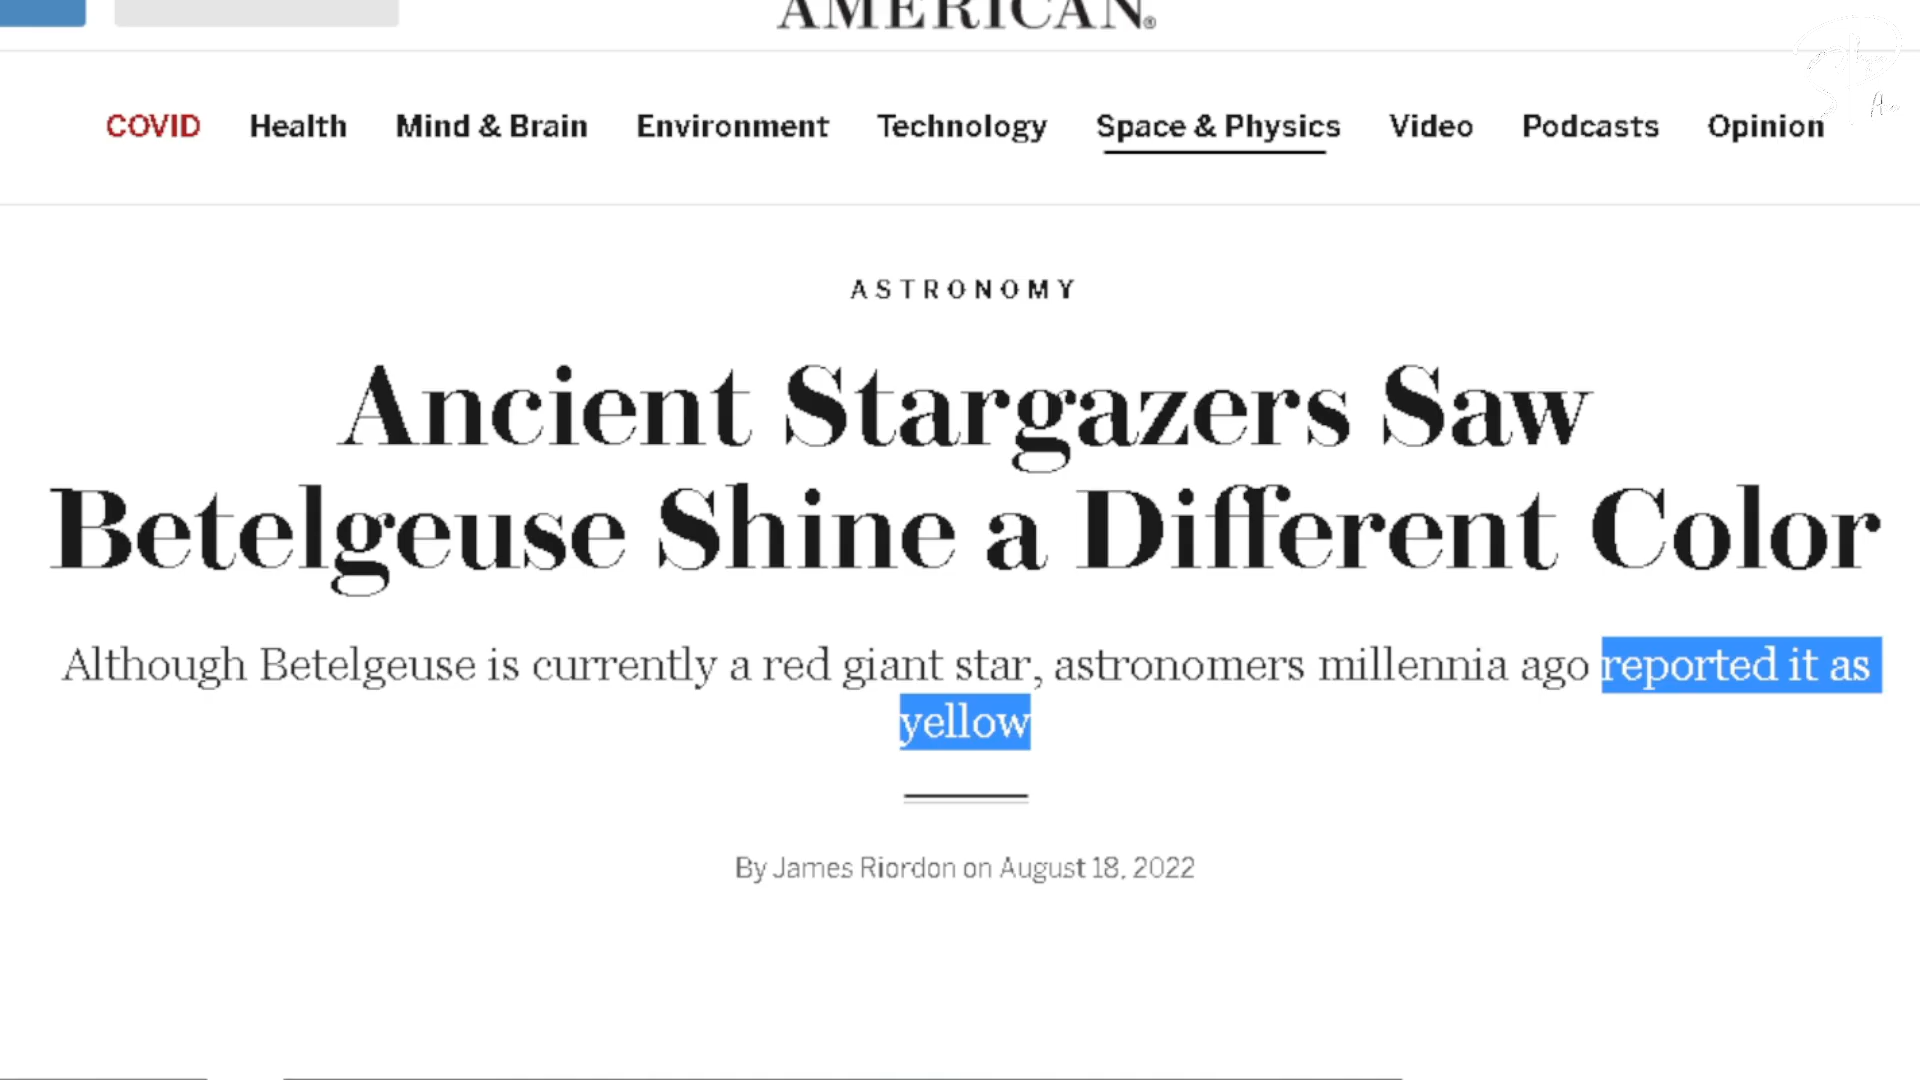 AMERICAN®
COVID Health Mind & Brain Environment Technology Space & Physics Video Podcasts Opinion
ASTRONOMY
Ancient Stargazers Saw
Betelgeuse Shine a Different Color
Although Betelgeuse is currently a red giant star, astronomers millennia ago reported it as
yellow
By James Riordon on August 18, 2022